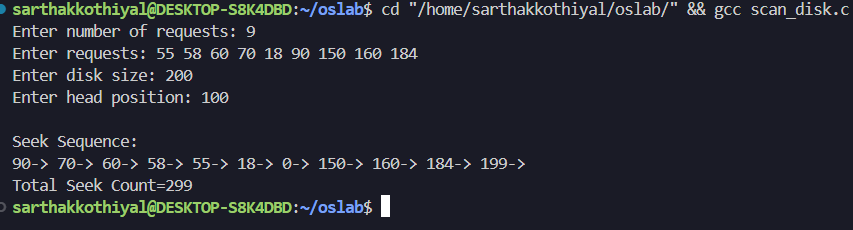 sarthakkothiyal@DESKTOP-S8K4DBD:~/oslab$ cd "/home/sarthakkothiyal/oslab/" && gcc scan_disk.c
Enter number of requests: 9
Enter requests: 55 58 60 70 18 90 150 160 184
Enter disk size: 200
Enter head position: 100

Seek Sequence:
90-> 70-> 60-> 58-> 55-> 18-> 0-> 150-> 160-> 184-> 199->
Total Seek Count=299
sarthakkothiyal@DESKTOP-S8K4DBD:~/oslab$